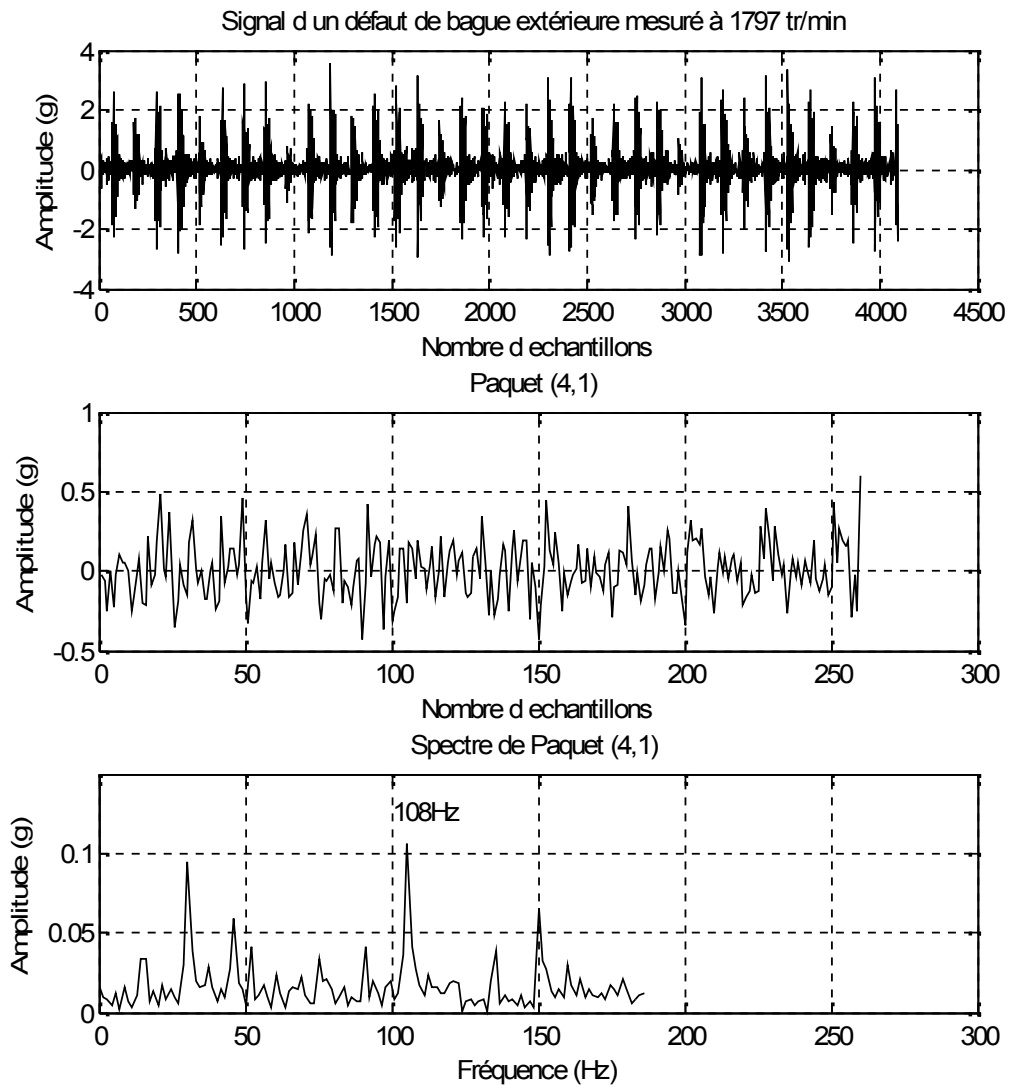 Signal d un défaut de bague extérieure mesuré à 1797 tr/min
4
2
0
-2
-4
Amplitude (g)
0 500 1000 1500 2000 2500 3000 3500 4000 4500
Nombre d echantillons
Paquet (4,1)
1
0.5
0
-0.5
Amplitude (g)
0 50 100 150 200 250 300
Nombre d echantillons
Spectre de Paquet (4,1)
108Hz
0.1
0.05
0
Amplitude (g)
0 50 100 150 200 250 300
Fréquence (Hz)